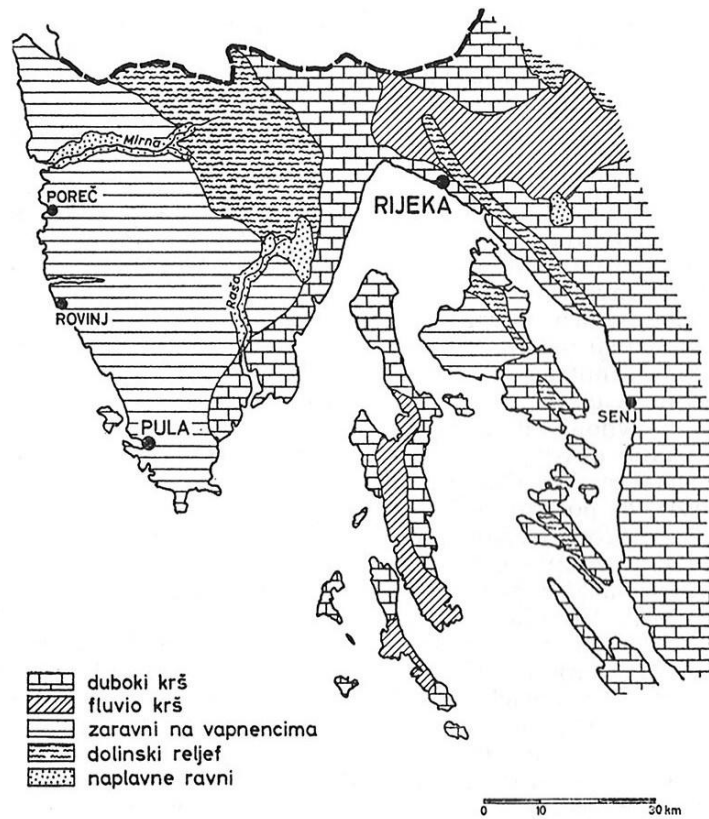 Mirna
POREČ
RIJEKA
Raša
ROVINJ
SENJ
PULA
duboki krš
fluvio krš
zaravni na vapnencima
dolinski reljef
naplavne ravni
0 10 30 km